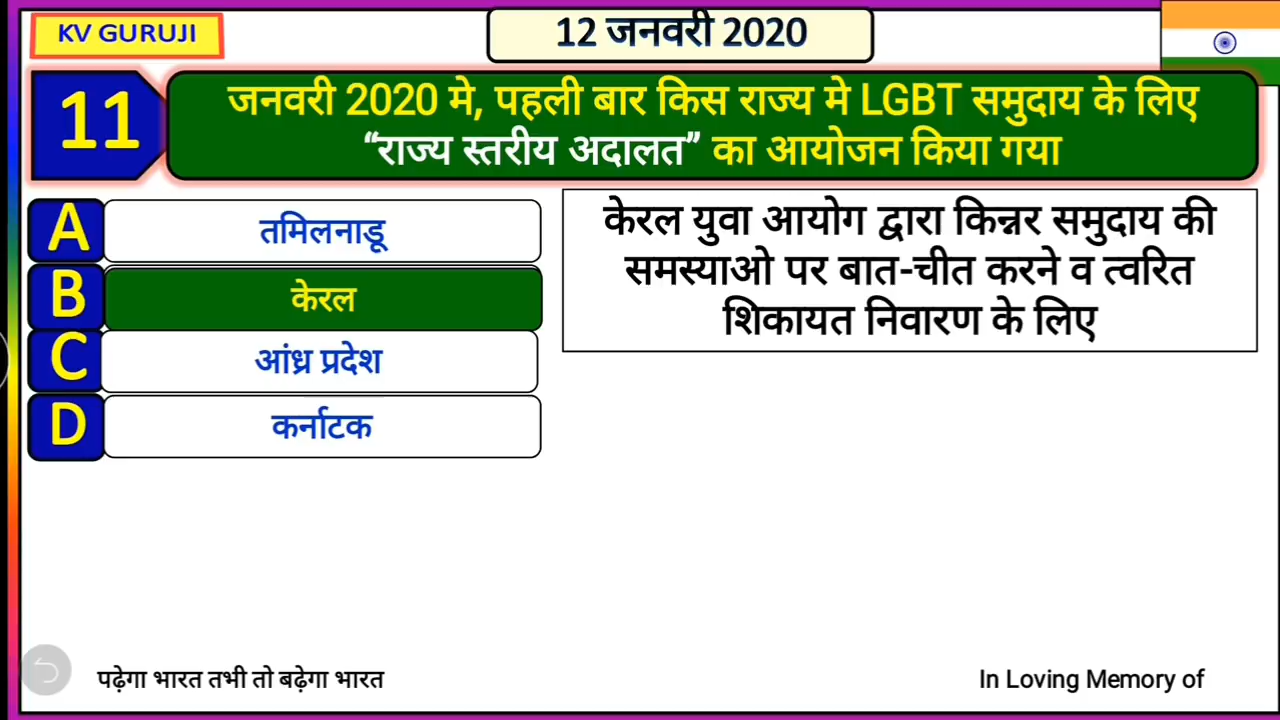 KV GURUJI
12 जनवरी 2020
11
जनवरी 2020 मे, पहली बार किस राज्य मे LGBT समुदाय के लिए
“राज्य स्तरीय अदालत” का आयोजन किया गया
A तमिलनाडू
B केरल
C आंध्र प्रदेश
D कर्नाटक
केरल युवा आयोग द्वारा किन्नर समुदाय की
समस्याओ पर बात-चीत करने व त्वरित
शिकायत निवारण के लिए
पढ़ेगा भारत तभी तो बढ़ेगा भारत
In Loving Memory of